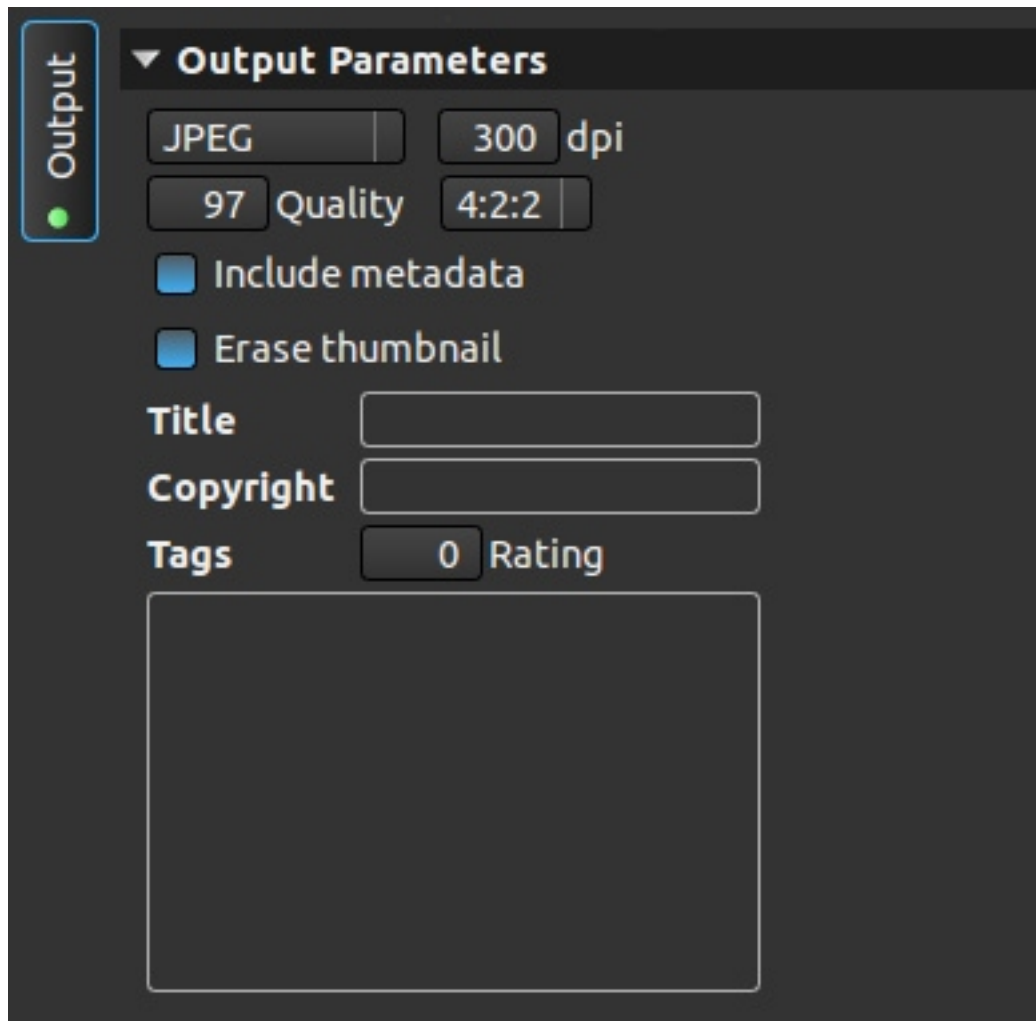 Output
Output Parameters
JPEG 300 dpi
97 Quality 4:2:2
Include metadata
Erase thumbnail
Title
Copyright
Tags 0 Rating